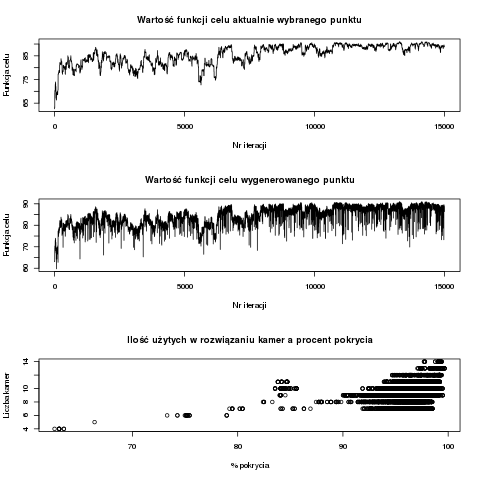 Wartość funkcji celu aktualnie wybranego punktu
Funkcja celu
65 75 85
0 5000 10000 15000
Nr iteracji
Wartość funkcji celu wygenerowanego punktu
Funkcja celu
60 70 80 90
0 5000 10000 15000
Nr iteracji
Ilość użytych w rozwiązaniu kamer a procent pokrycia
Liczba kamer
4 6 8 10 14
70 80 90 100
% pokrycia